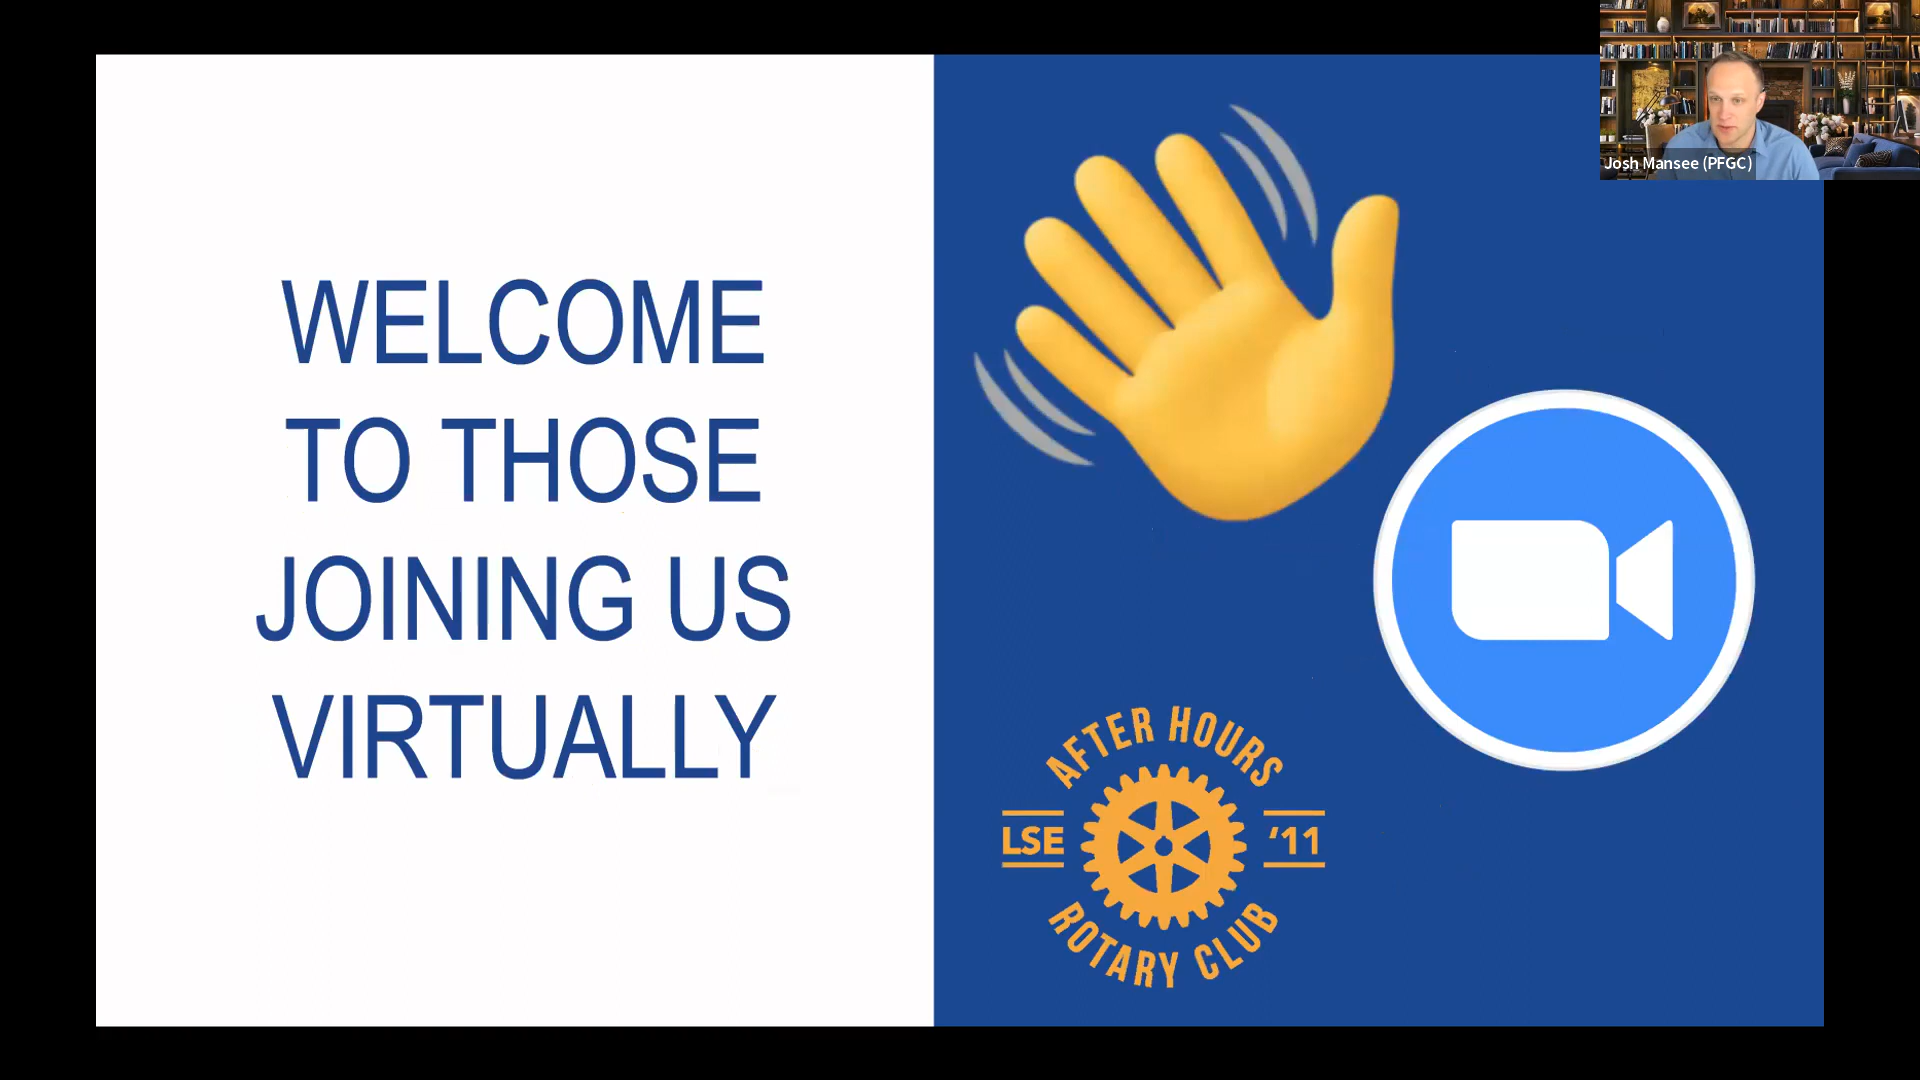 WELCOME
TO THOSE
JOINING US
VIRTUALLY
AFTER HOURS
LSE
'11
ROTARY CLUB
Josh Mansee (PFGC)